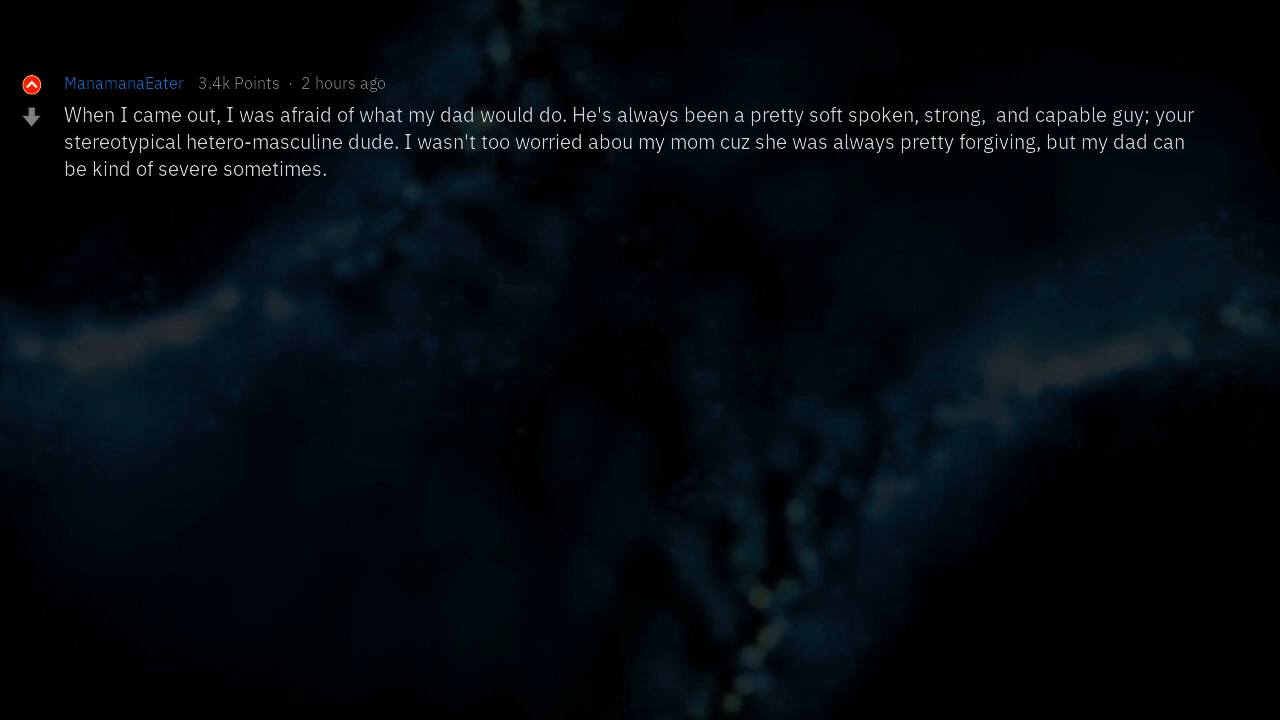 ManamanaEater 3.4k Points · 2 hours ago
When I came out, I was afraid of what my dad would do. He's always been a pretty soft spoken, strong,  and capable guy; your
stereotypical hetero-masculine dude. I wasn't too worried abou my mom cuz she was always pretty forgiving, but my dad can
be kind of severe sometimes.